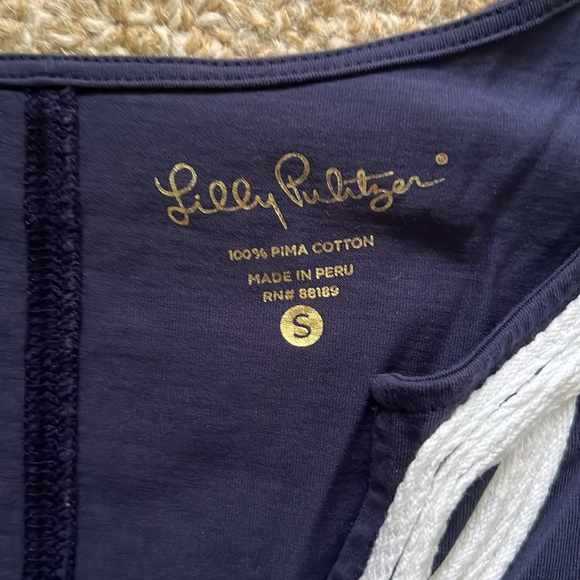 Lilly Pulitzer®
100% PIMA COTTON
MADE IN PERU
RN# 88189
S